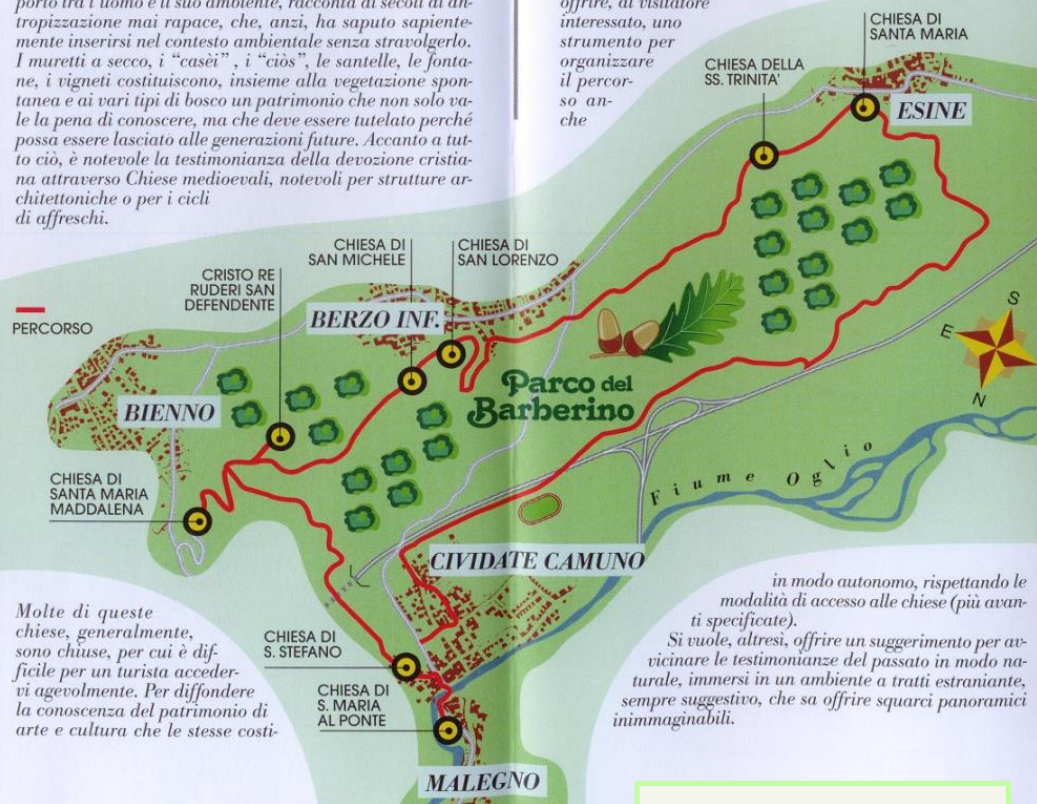 porto tra l'uomo e il suo ambiente, racconta di secoli di an-
tropizzazione mai rapace, che, anzi, ha saputo sapiente-
mente inserirsi nel contesto ambientale senza stravolgerlo.
I muretti a secco, i “casèi” , i “ciòs”, le santelle, le fonta-
ne, i vigneti costituiscono, insieme alla vegetazione spon-
tanea e ai vari tipi di bosco un patrimonio che non solo va-
le la pena di conoscere, ma che deve essere tutelato perché
possa essere lasciato alle generazioni future. Accanto a tut-
to ciò, è notevole la testimonianza della devozione cristia-
na attraverso Chiese medioevali, notevoli per strutture ar-
chitettoniche o per i cicli
di affreschi.
offrire, al visitatore
interessato, uno
strumento per
organizzare
il percor-
so an-
che
CHIESA DI
SANTA MARIA
CHIESA DELLA
SS. TRINITA'
ESINE
CHIESA DI
SAN MICHELE
CHIESA DI
SAN LORENZO
CRISTO RE
RUDERI SAN
DEFENDENTE
PERCORSO
BERZO INF.
S
E
N
Parco del
Barberino
BIENNO
CHIESA DI
SANTA MARIA
MADDALENA
Fiume Oglio
CIVIDATE CAMUNO
CHIESA DI
S. STEFANO
CHIESA DI
S. MARIA
AL PONTE
MALEGNO
Molte di queste
chiese, generalmente,
sono chiuse, per cui è dif-
ficile per un turista acceder-
vi agevolmente. Per diffondere
la conoscenza del patrimonio di
arte e cultura che le stesse costi-
in modo autonomo, rispettando le
modalità di accesso alle chiese (più avan-
ti specificate).
Si vuole, altresì, offrire un suggerimento per av-
vicinare le testimonianze del passato in modo na-
turale, immersi in un ambiente a tratti estraniante,
sempre suggestivo, che sa offrire squarci panoramici
inimmaginabili.